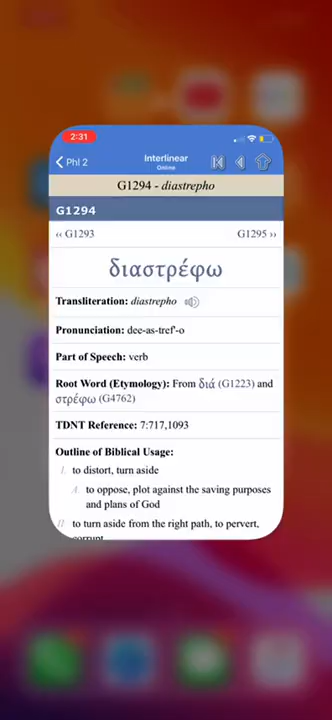 2:31
Phl 2
Interlinear
Online
G1294 - diastrepho
G1294
‹‹ G1293
G1295 ››
διαστρέφω
Transliteration: diastrepho
Pronunciation: dee-as-tref'-o
Part of Speech: verb
Root Word (Etymology): From διά (G1223) and
στρέφω (G4762)
TDNT Reference: 7:717,1093
Outline of Biblical Usage:
I. to distort, turn aside
A. to oppose, plot against the saving purposes
and plans of God
II. to turn aside from the right path, to pervert,
corrupt